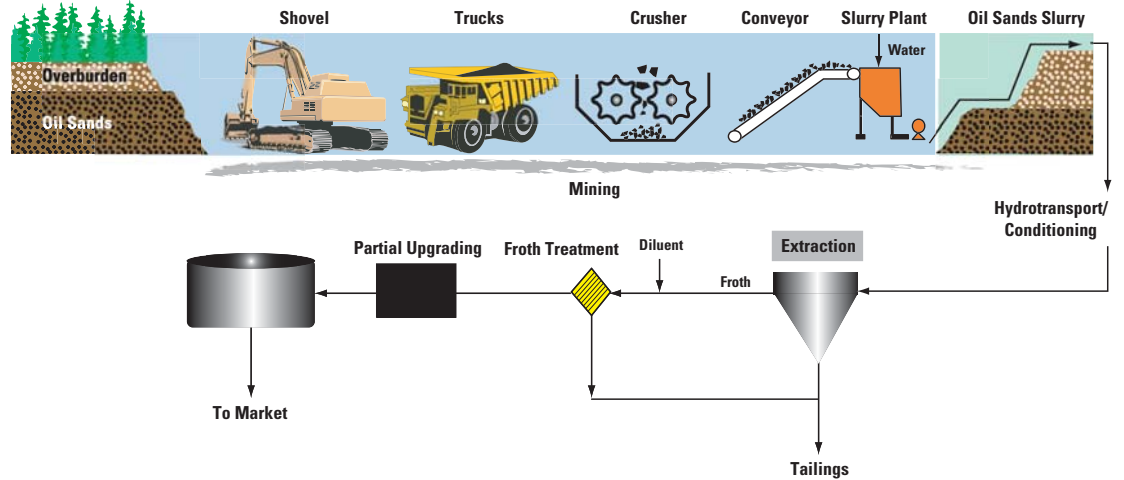 Shovel
Trucks
Crusher
Conveyor
Slurry Plant
Oil Sands Slurry
Water
Overburden
Oil Sands
Mining
Hydrotransport/
Conditioning
Partial Upgrading
Froth Treatment
Diluent
Extraction
Froth
To Market
Tailings